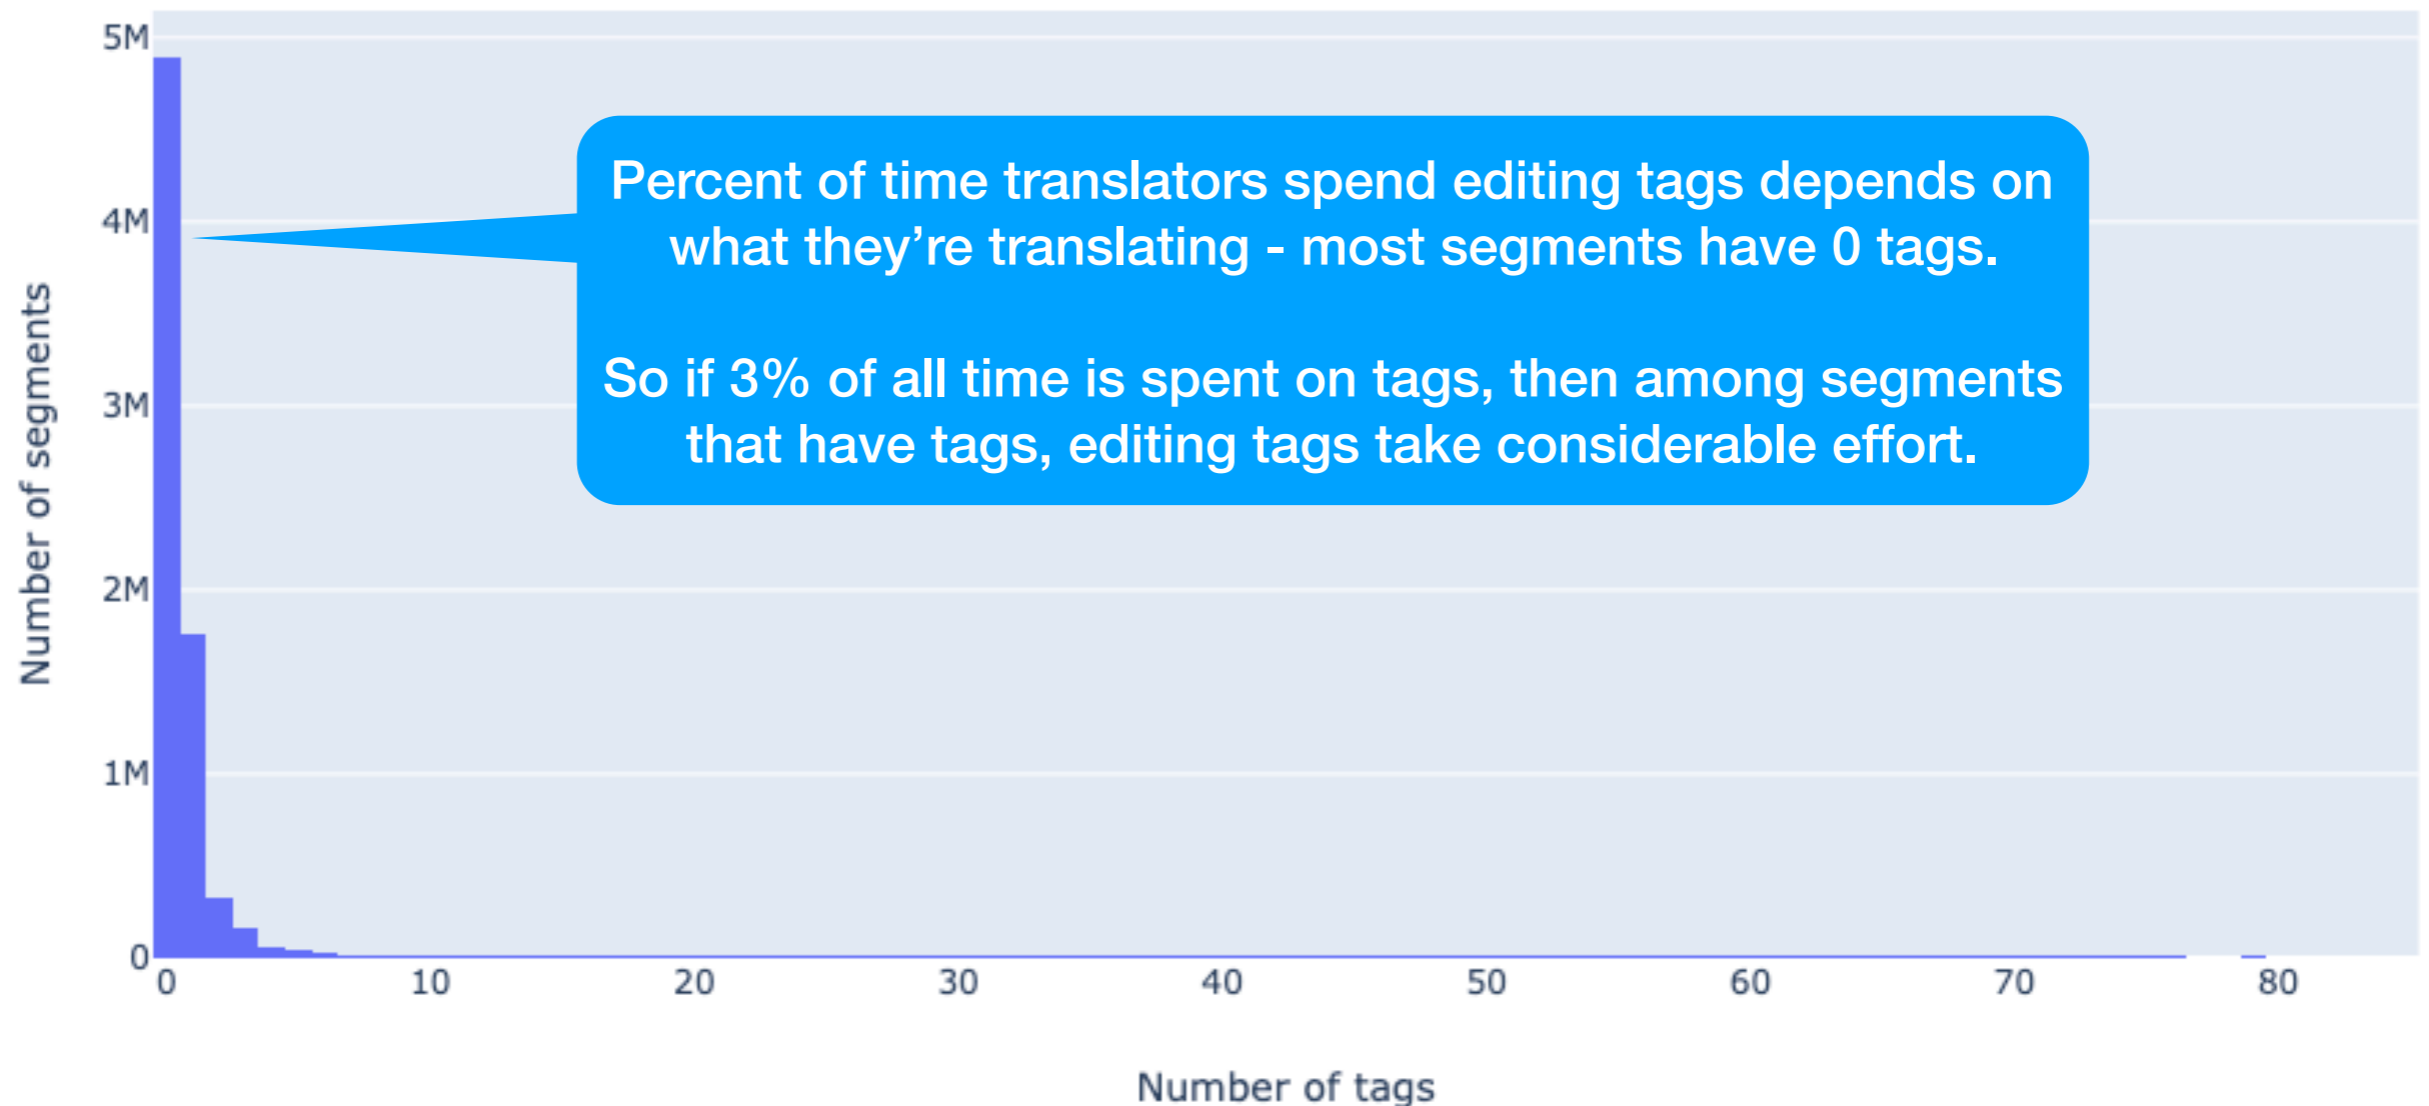 5M
4M
3M
2M
1M
0
Number of segments
Percent of time translators spend editing tags depends on
what they’re translating - most segments have 0 tags.
So if 3% of all time is spent on tags, then among segments
that have tags, editing tags take considerable effort.
0 10 20 30 40 50 60 70 80
Number of tags